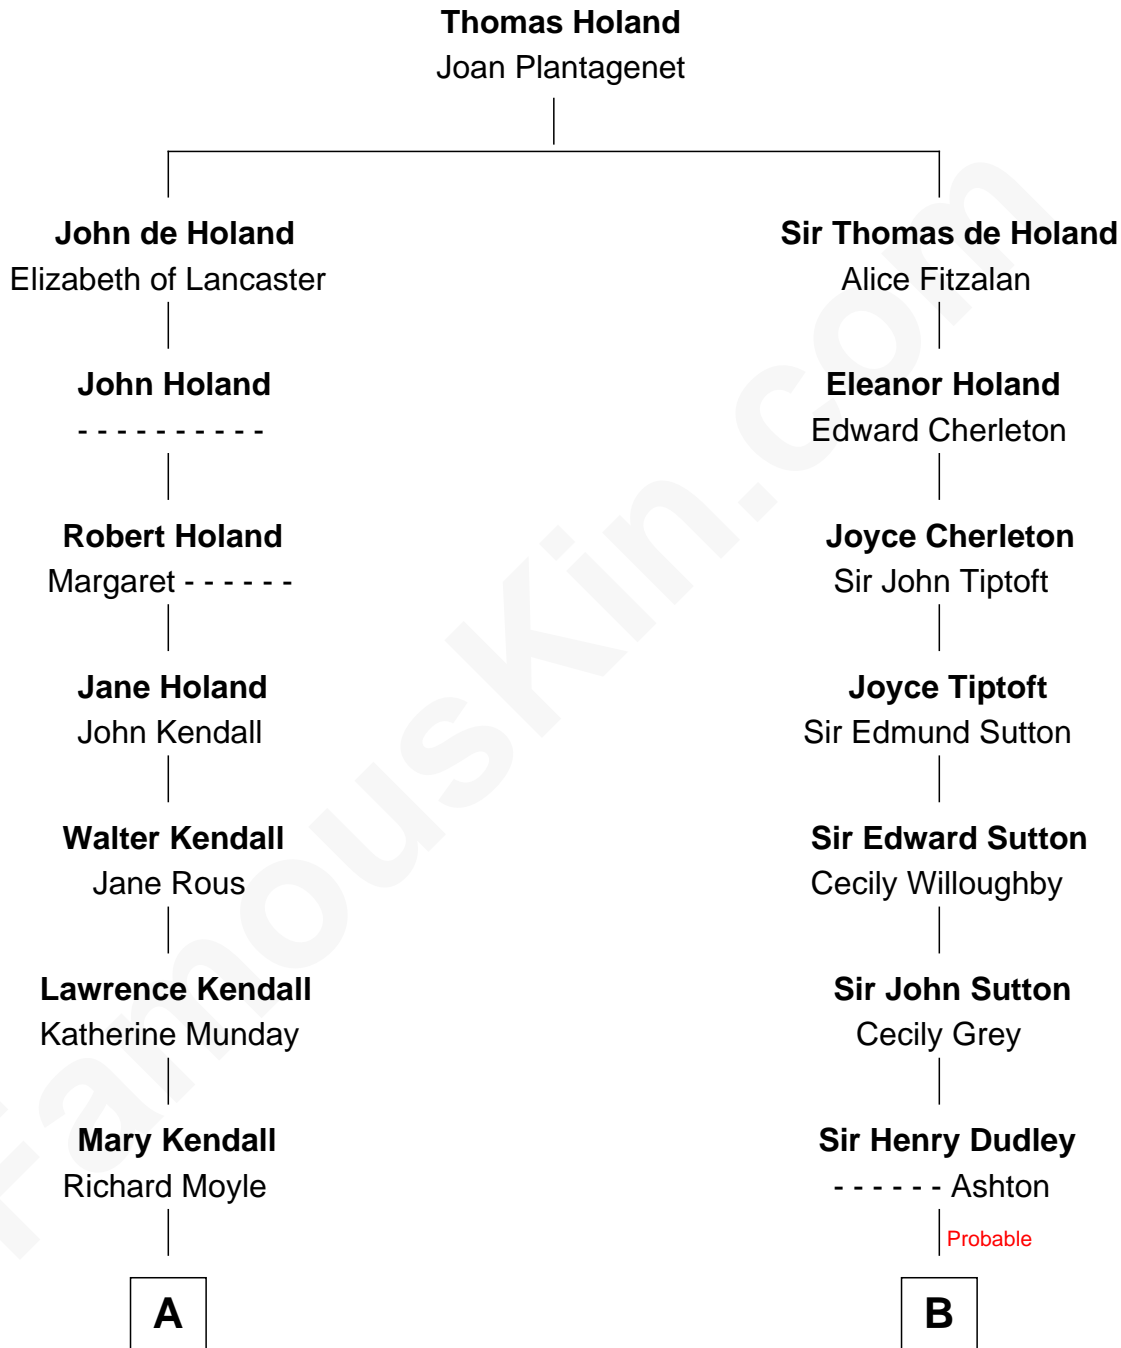 Thomas Holand
Joan Plantagenet
John de Holand
Elizabeth of Lancaster
John Holand
- - - - - - - - - -
Robert Holand
Margaret - - - - - -
Jane Holand
John Kendall
Walter Kendall
Jane Rous
Lawrence Kendall
Katherine Munday
Mary Kendall
Richard Moyle
A
Sir Thomas de Holand
Alice Fitzalan
Eleanor Holand
Edward Cherleton
Joyce Cherleton
Sir John Tiptoft
Joyce Tiptoft
Sir Edmund Sutton
Sir Edward Sutton
Cecily Willoughby
Sir John Sutton
Cecily Grey
Sir Henry Dudley
- - - - - - Ashton
Probable
B
FamousKin.com